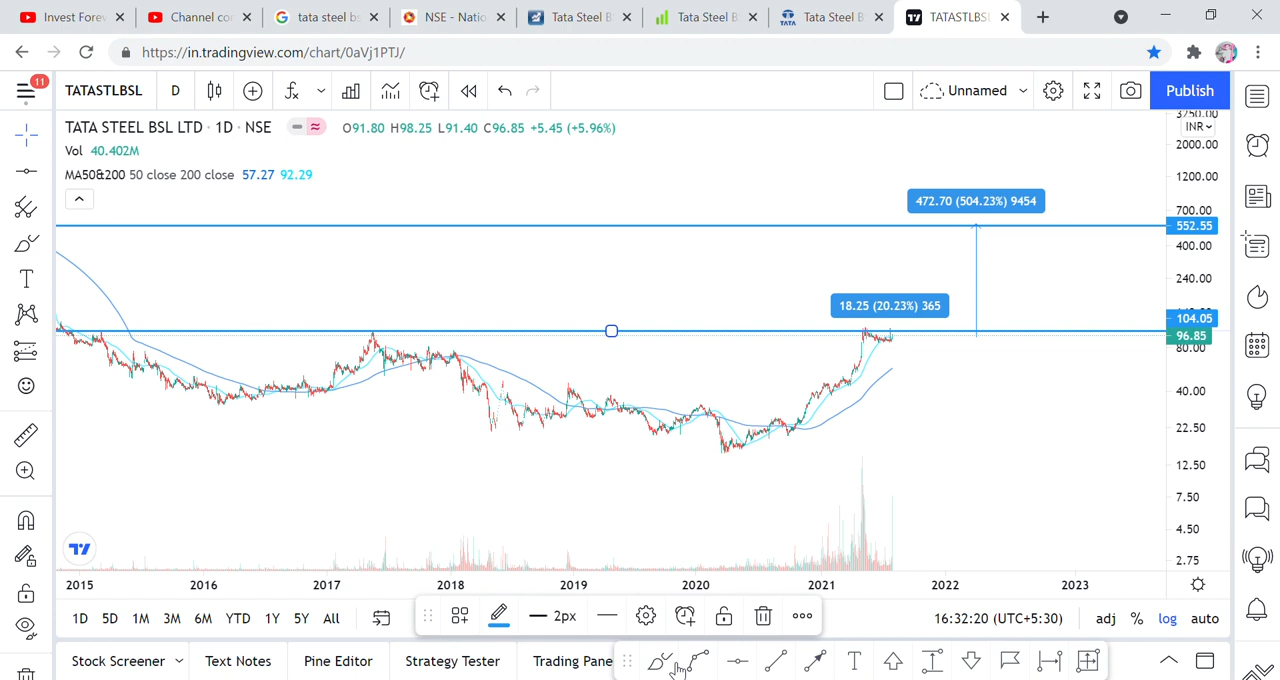 Invest Forev
Channel co
tata steel bs
NSE - Natio
Tata Steel B
Tata Steel B
TATA
Tata Steel B
TATASTLBSL
https://in.tradingview.com/chart/0aVj1PTJ/
11
TATASTLBSL
D
Unnamed
Publish
TATA STEEL BSL LTD · 1D · NSE
O91.80 H98.25 L91.40 C96.85 +5.45 (+5.96%)
Vol 40.402M
MA50&200 50 close 200 close 57.27 92.29
3750.00
INR
2000.00
1200.00
700.00
552.55
400.00
240.00
104.05
96.85
80.00
40.00
22.50
12.50
7.50
4.50
2.75
472.70 (504.23%) 9454
18.25 (20.23%) 365
2015 2016 2017 2018 2019 2020 2021 2022 2023
1D 5D 1M 3M 6M YTD 1Y 5Y All
2px
16:32:20 (UTC+5:30)
adj % log auto
Stock Screener
Text Notes
Pine Editor
Strategy Tester
Trading Pane
T